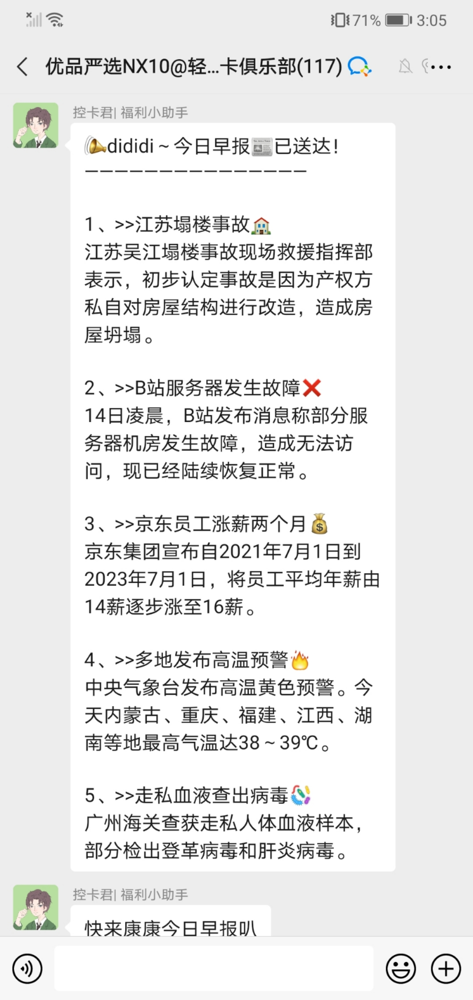 71% 3:05
优品严选NX10@轻...卡俱乐部(117)
控卡君| 福利小助手
dididi～今日早报已送达！
———————————————
1、>>江苏塌楼事故
江苏吴江塌楼事故现场救援指挥部
表示，初步认定事故是因为产权方
私自对房屋结构进行改造，造成房
屋坍塌。
2、>>B站服务器发生故障❌
14日凌晨，B站发布消息称部分服
务器机房发生故障，造成无法访
问，现已经陆续恢复正常。
3、>>京东员工涨薪两个月
京东集团宣布自2021年7月1日到
2023年7月1日，将员工平均年薪由
14薪逐步涨至16薪。
4、>>多地发布高温预警
中央气象台发布高温黄色预警。今
天内蒙古、重庆、福建、江西、湖
南等地最高气温达38～39℃。
5、>>走私血液查出病毒
广州海关查获走私人体血液样本，
部分检出登革病毒和肝炎病毒。
控卡君| 福利小助手
快来康康今日早报叭